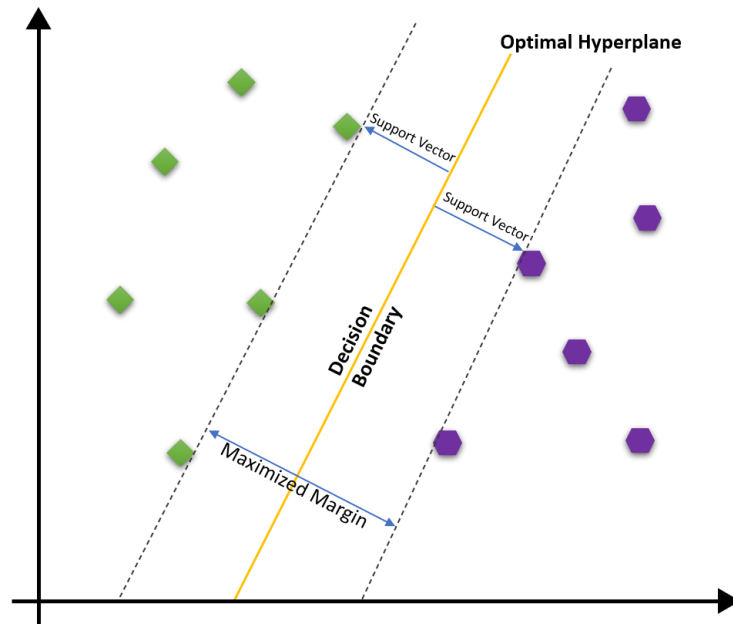 Optimal Hyperplane
Support Vector
Support Vector
Decision
Boundary
Maximized Margin